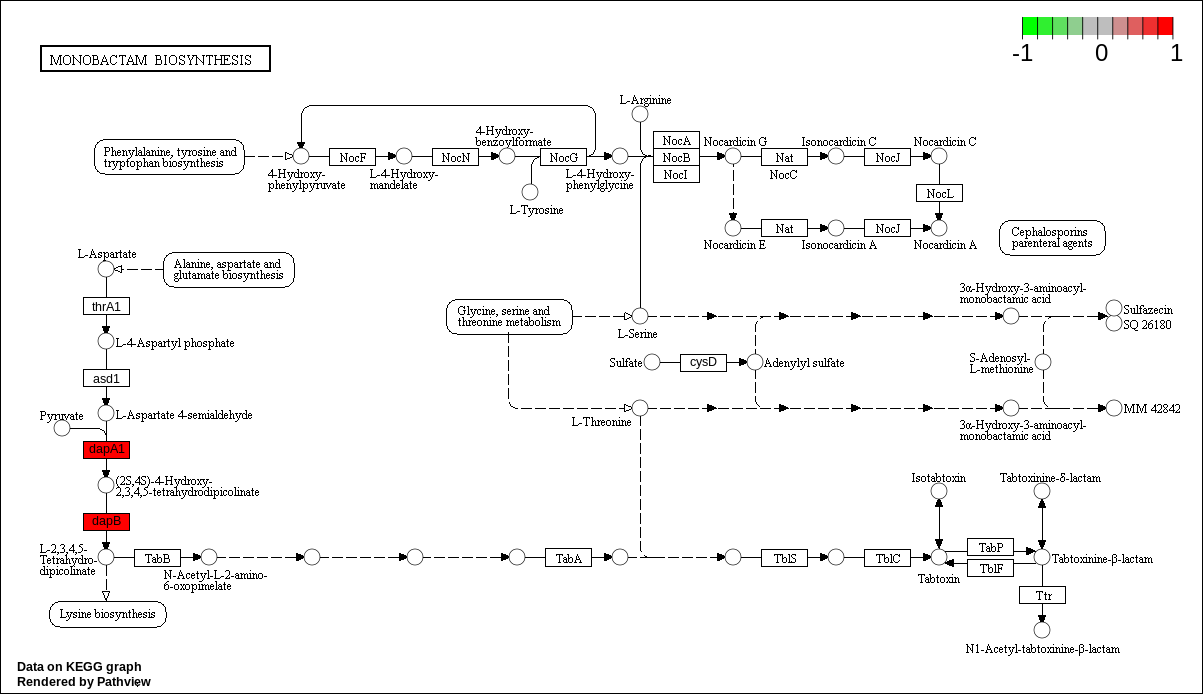 -1 0 1
MONOBACTAM BIOSYNTHESIS
L-Arginine
Phenylalanine, tyrosine and
tryptophan biosynthesis
4-Hydroxy-
phenylpyruvate
NocF
L-4-Hydroxy-
mandelate
NocN
4-Hydroxy-
benzoylformate
NocG
L-Tyrosine
L-4-Hydroxy-
phenylglycine
NocA
NocB
NocI
Nocardicin G
Nat
NocC
Isonocardicin C
NocJ
Nocardicin C
NocL
Nocardicin E
Nat
Isonocardicin A
NocJ
Nocardicin A
Cephalosporins
parenteral agents
L-Aspartate
Alanine, aspartate and
glutamate biosynthesis
thrA1
L-4-Aspartyl phosphate
asd1
Pyruvate
L-Aspartate 4-semialdehyde
dapA1
(2S,4S)-4-Hydroxy-
2,3,4,5-tetrahydrodipicolinate
dapB
Glycine, serine and
threonine metabolism
L-Serine
3α-Hydroxy-3-aminoacyl-
monobactamic acid
Sulfazecin
SQ 26180
Sulfate
cysD
Adenylyl sulfate
S-Adenosyl-
L-methionine
L-Threonine
3α-Hydroxy-3-aminoacyl-
monobactamic acid
MM 42842
L-2,3,4,5-
Tetrahydro-
dipicolinate
TabB
N-Acetyl-L-2-amino-
6-oxopimelate
TabA
TblS
TblC
Isotabtoxin
Tabtoxin
TabP
TblF
Tabtoxinine-δ-lactam
Tabtoxinine-β-lactam
Ttr
N1-Acetyl-tabtoxinine-β-lactam
Lysine biosynthesis
Data on KEGG graph
Rendered by Pathview